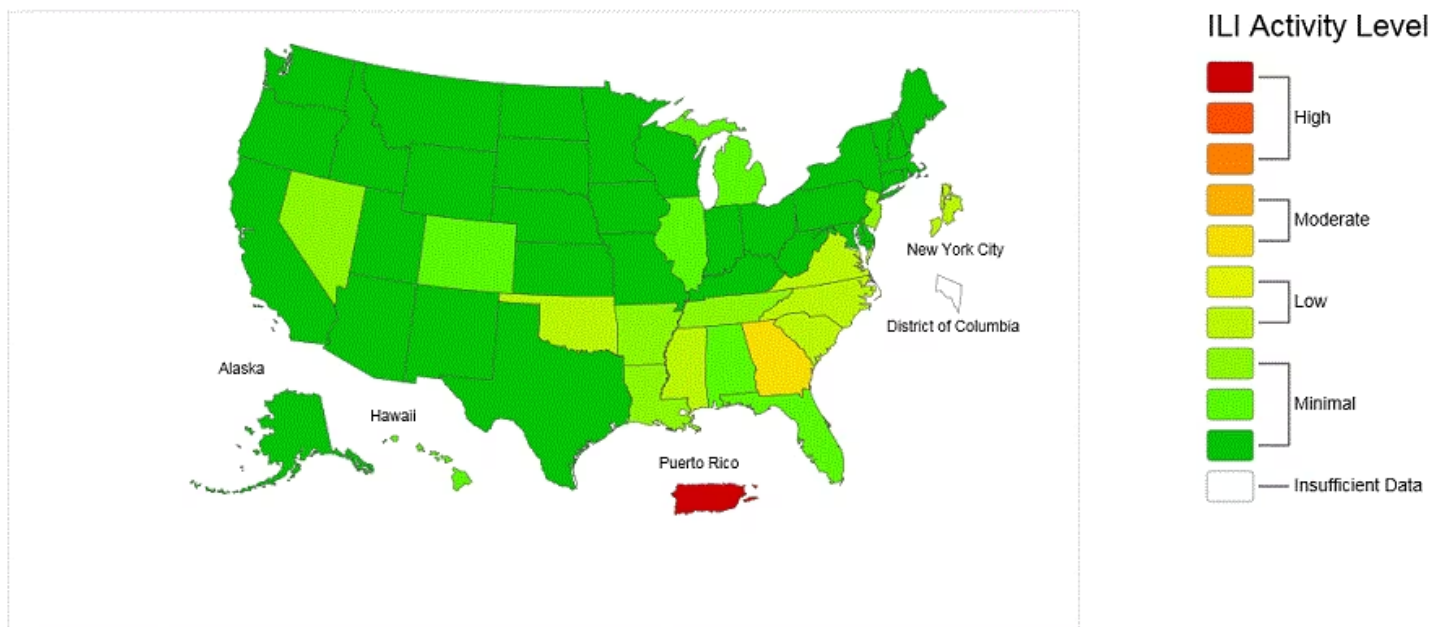 ILI Activity Level
High
Moderate
Low
Minimal
Insufficient Data
New York City
District of Columbia
Alaska
Hawaii
Puerto Rico